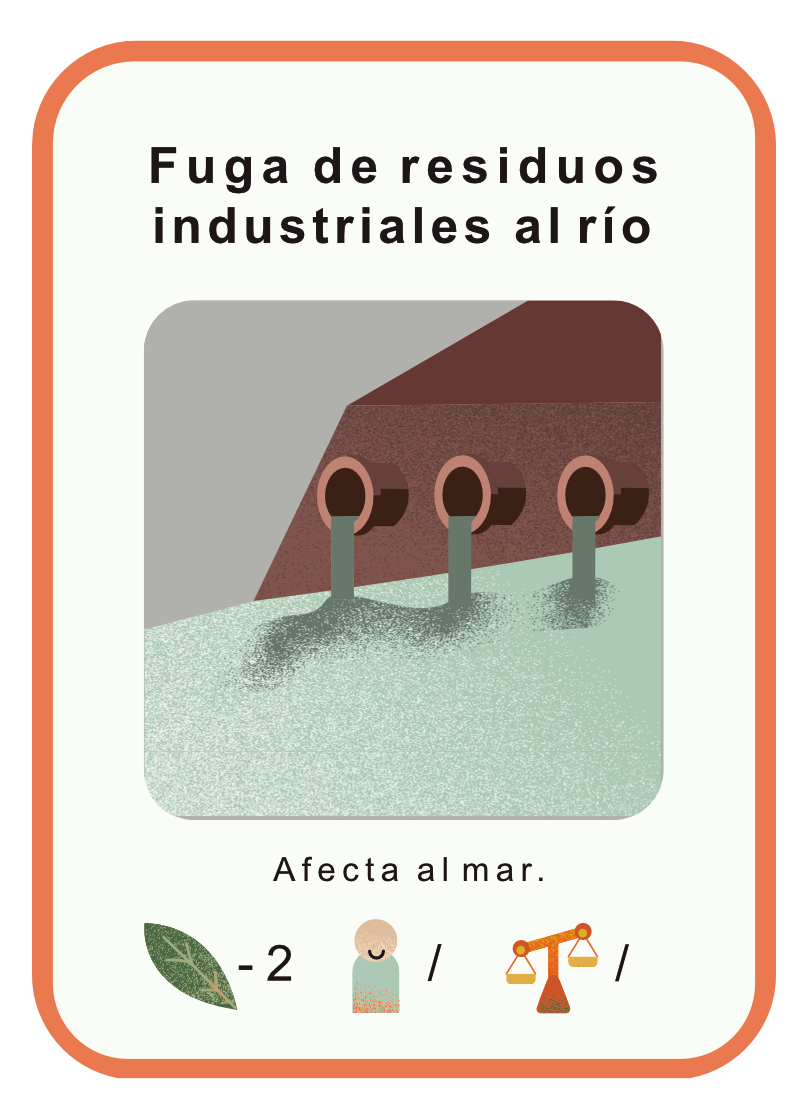 Fuga de residuos
industriales al río
Afecta al mar.
- 2 / /